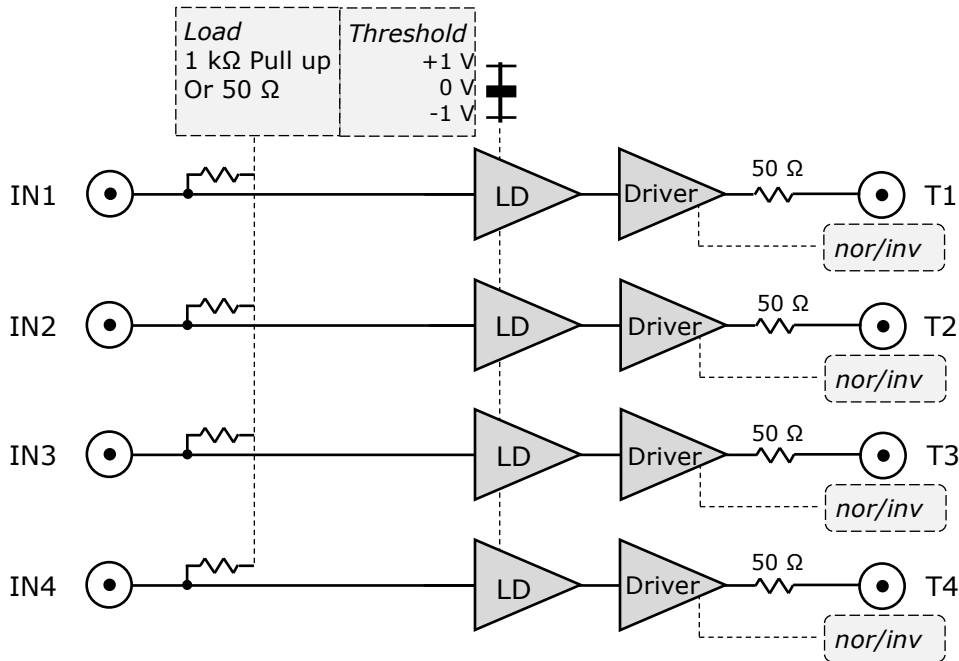 Load
1 kΩ Pull up
Or 50 Ω
Threshold
+1 V
0 V
-1 V
IN1
LD
Driver
50 Ω
T1
nor/inv
IN2
LD
Driver
50 Ω
T2
nor/inv
IN3
LD
Driver
50 Ω
T3
nor/inv
IN4
LD
Driver
50 Ω
T4
nor/inv